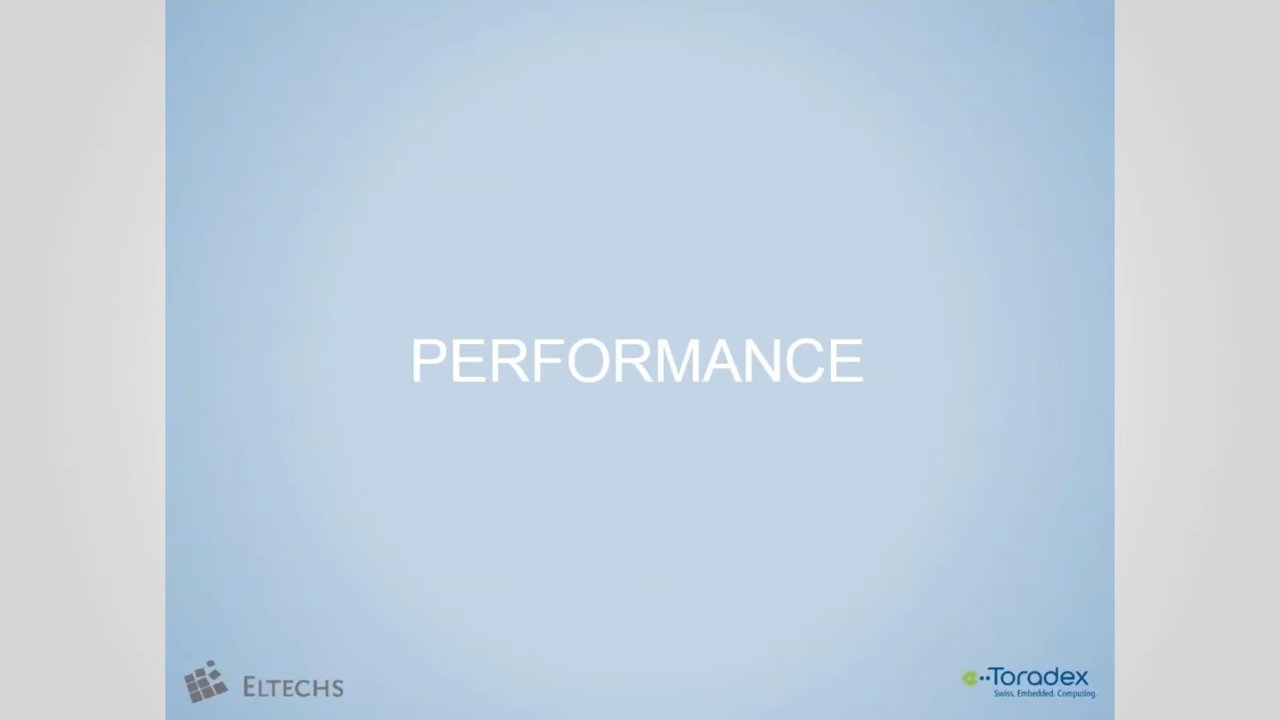 PERFORMANCE
ELTECHS
Toradex
Swiss. Embedded. Computing.